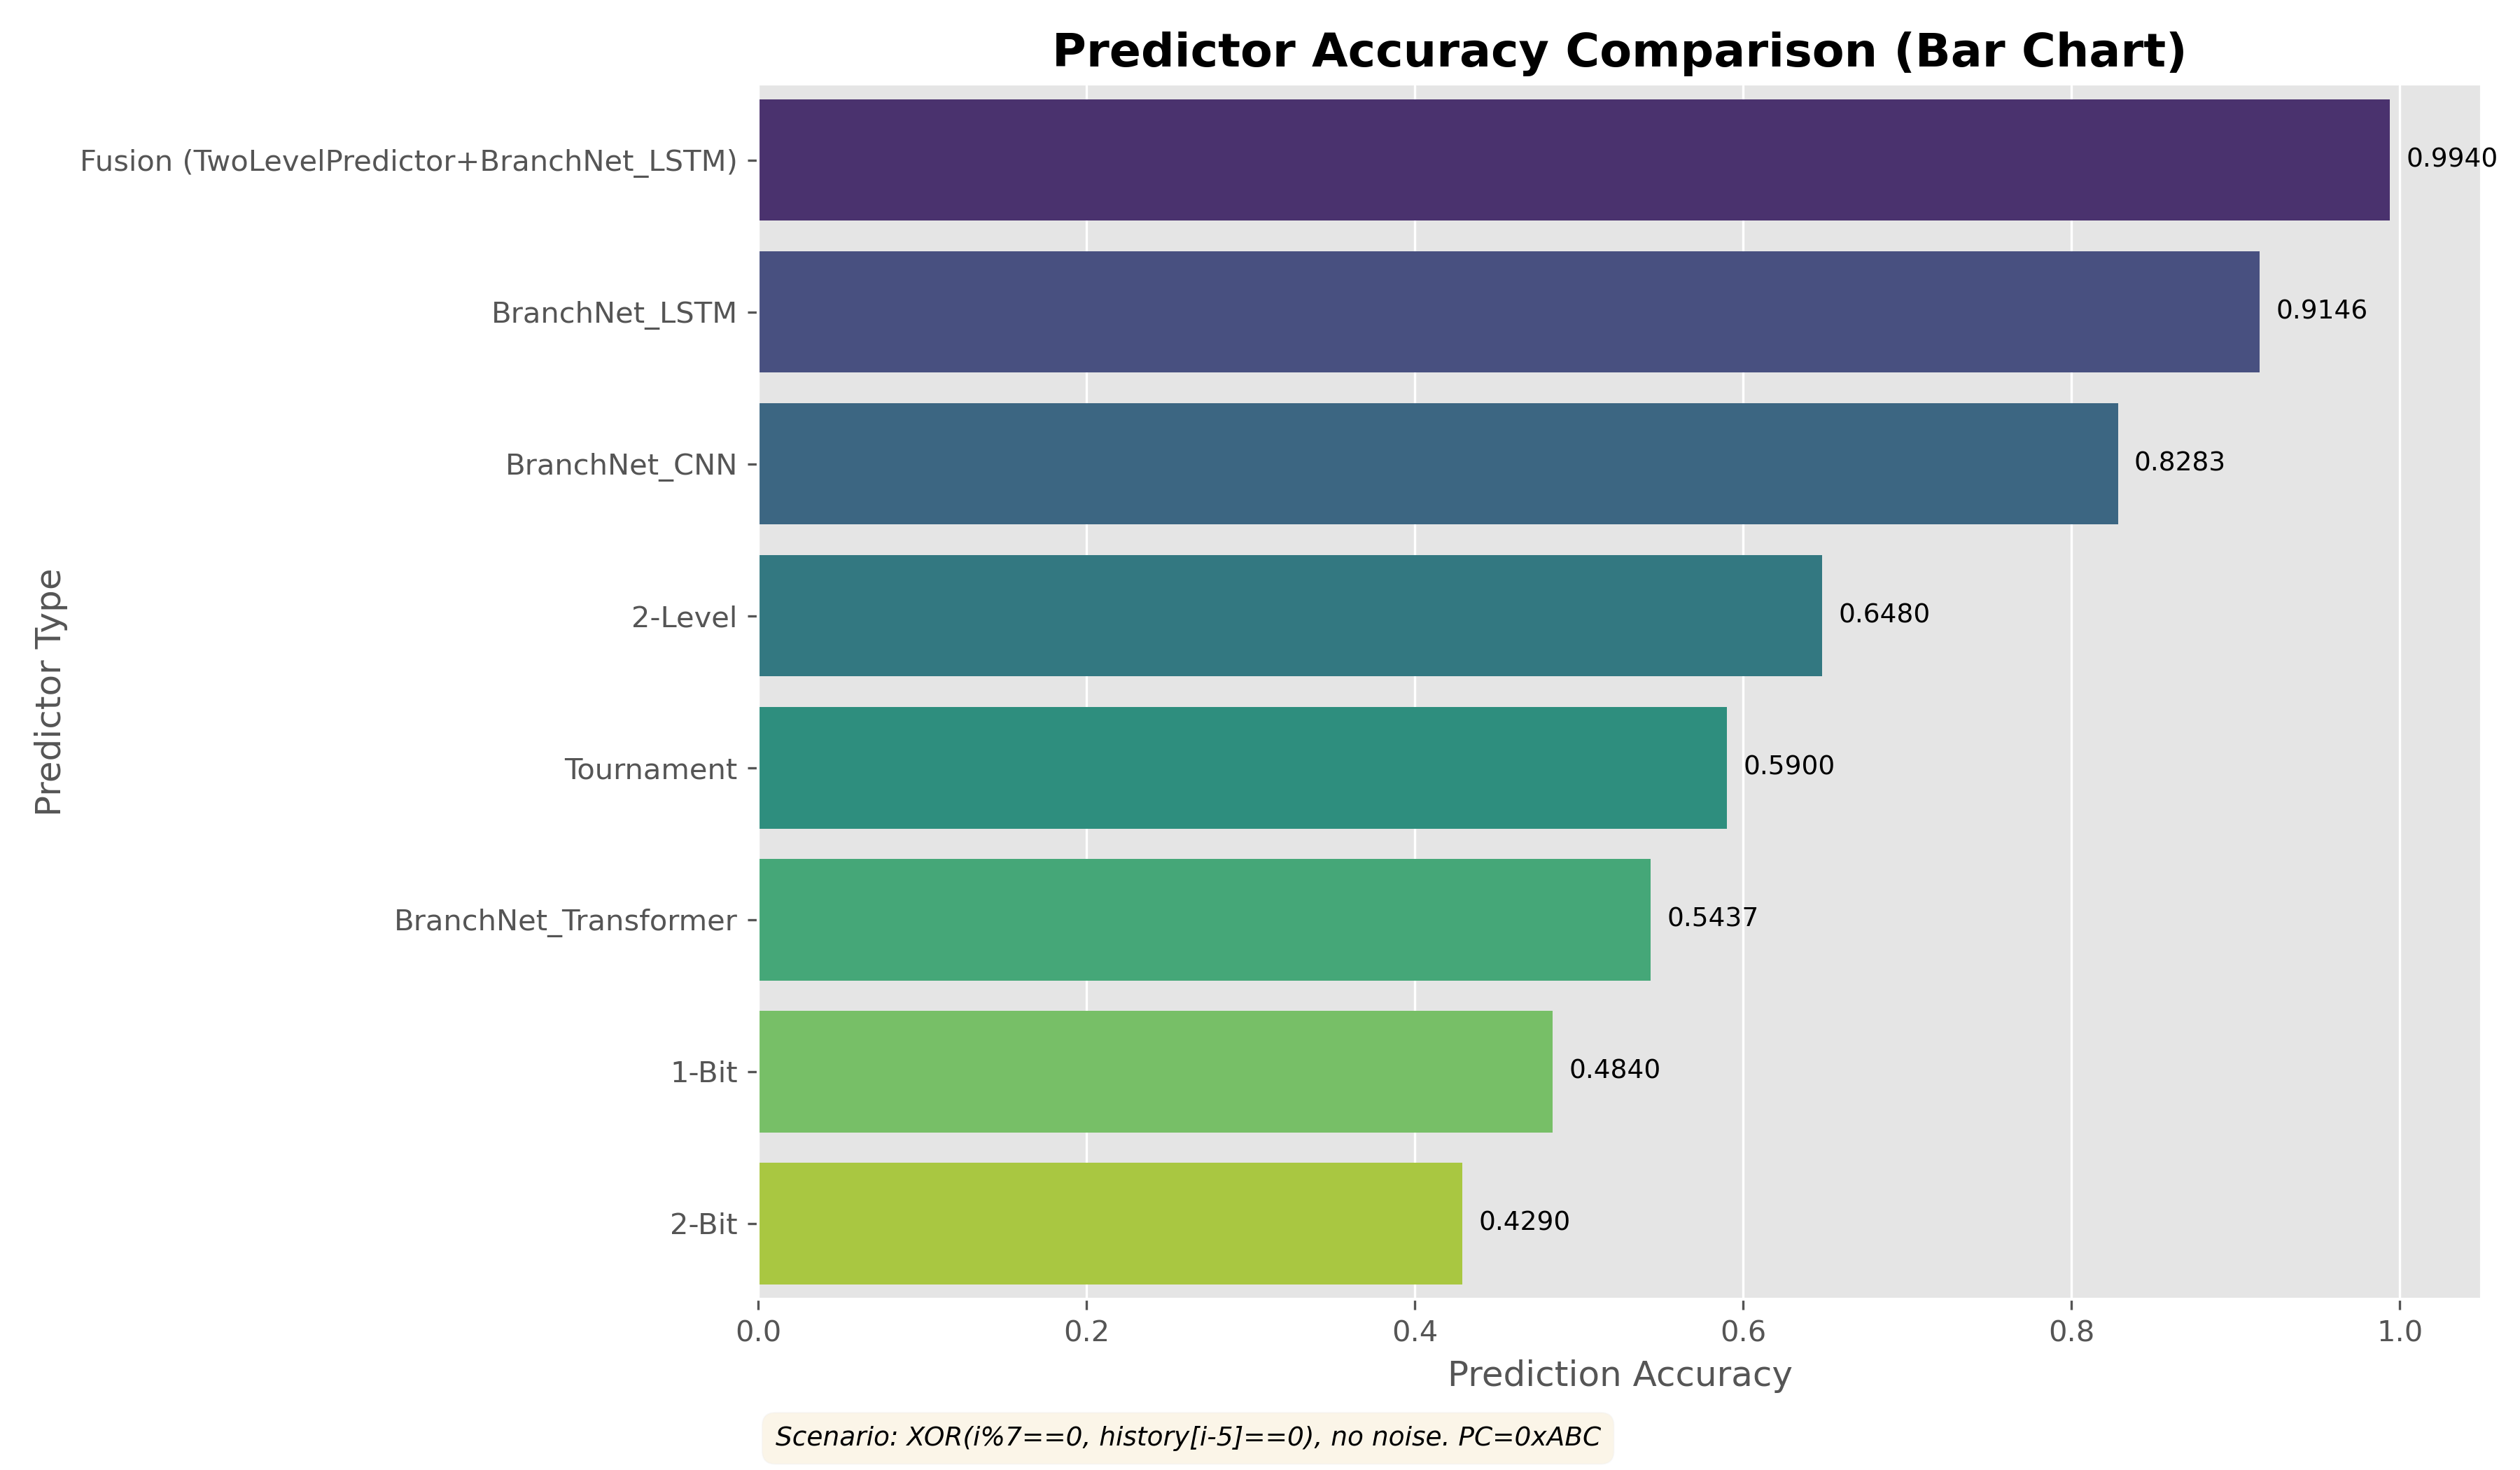 Predictor Accuracy Comparison (Bar Chart)
Predictor Type
Fusion (TwoLevelPredictor+BranchNet_LSTM)
0.9940
BranchNet_LSTM
0.9146
BranchNet_CNN
0.8283
2-Level
0.6480
Tournament
0.5900
BranchNet_Transformer
0.5437
1-Bit
0.4840
2-Bit
0.4290
0.0 0.2 0.4 0.6 0.8 1.0
Prediction Accuracy
Scenario: XOR(i%7==0, history[i-5]==0), no noise. PC=0xABC